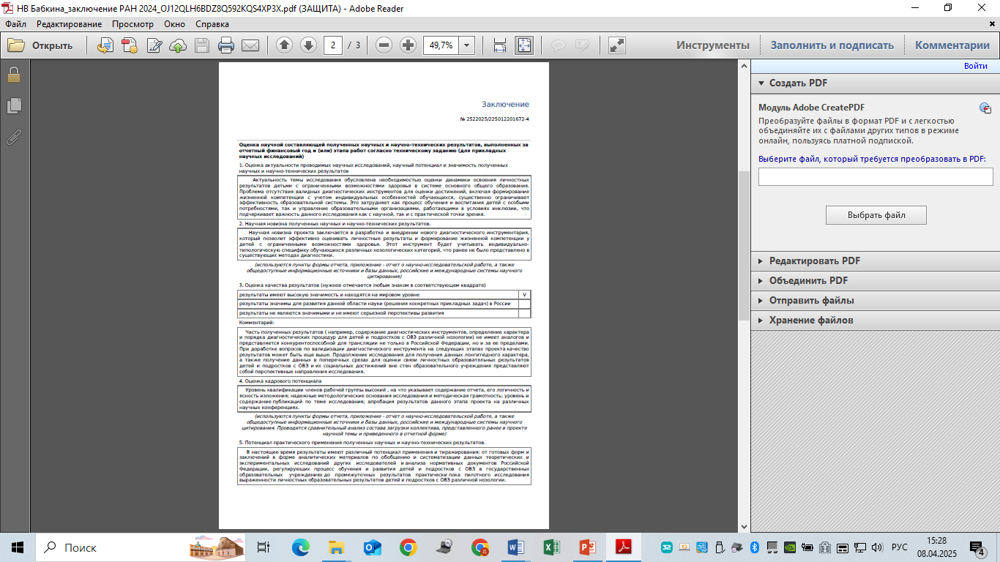 НВ Бабкина_заключение РАН 2024_OJ12QLH6BDZ8Q592KQS4XP3X.pdf (ЗАЩИТА) - Adobe Reader
Файл Редактирование Просмотр Окно Справка
Открыть 2 / 3 49,7% Инструменты Заполнить и подписать Комментарии
Заключение
№ 2522025/225012201672-4
Оценка научной составляющей полученных научных и научно-технических результатов, выполненных за
отчетный финансовый год и (или) этапа работ согласно техническому заданию (для прикладных
научных исследований)
1. Оценка актуальности проводимых научных исследований, научный потенциал и значимость полученных
научных и научно-технических результатов
Актуальность темы исследования обусловлена необходимостью оценки динамики освоения личностных
результатов детьми с ограниченными возможностями здоровья в системе основного общего образования.
Проблема отсутствия валидных диагностических инструментов для оценки достижений, включая формирование
жизненной компетенции с учетом индивидуальных особенностей обучающихся, существенно ограничивает
эффективность образовательной системы. Это затрудняет как процесс обучения и воспитания детей с особыми
потребностями, так и управление образовательными организациями, работающими в условиях инклюзии, что
подчеркивает важность данного исследования как с научной, так и с практической точки зрения.
2. Научная новизна полученных научных и научно-технических результатов.
Научная новизна проекта заключается в разработке и внедрении нового диагностического инструментария,
который позволит эффективно оценивать личностные результаты и формирование жизненной компетенции у
детей с ограниченными возможностями здоровья. Этот инструмент будет учитывать индивидуально-
типологическую специфику обучающихся различных нозологических категорий, что ранее не было представлено в
существующих методах диагностики.
(используются пункты формы отчета, приложение - отчет о научно-исследовательской работе, а также
общедоступные информационные источники и базы данных, российские и международные системы научного
цитирования)
3. Оценка качества результатов (нужное отмечается любым знаком в соответствующем квадрате)
результаты имеют высокую значимость и находятся на мировом уровне V
результаты значимы для развития данной области науки (решения конкретных прикладных задач) в России
результаты не являются значимыми и не имеют серьезной перспективы развития
Комментарий:
Часть полученных результатов ( например, содержание диагностических инструментов, определение характера
и порядка диагностических процедур для детей и подростков с ОВЗ различной нозологии) не имеет аналогов и
представляется конкурентоспособной для трансляции не только в Российской Федерации, но и за ее пределами.
При доработке вопросов по валидизации диагностического инструмента на следующих этапах проекта качество
результатов может быть еще выше. Продолжение исследования для получения данных лонгитюдного характера,
а также получение данных в поперечных срезах для оценки связи личностных образовательных результатов
детей и подростков с ОВЗ и их социальных достижений вне стен образовательного учреждения представляют
собой перспективные направления исследования.
4. Оценка кадрового потенциала
Уровень квалификации членов рабочей группы высокий , на что указывает содержание отчета, его логичность и
ясность изложения; надежные методологические основания исследования и методическая грамотность; уровень и
содержание публикаций по теме исследования; апробация результатов данного этапа проекта на различных
научных конференциях.
(используются пункты формы отчета, приложение - отчет о научно-исследовательской работе, а также
общедоступные информационные источники и базы данных, российские и международные системы научного
цитирования. Проводится сравнительный анализ состава загрузки коллектива, представленного ранее в проекте
научной темы и приведенного в отчетной форме)
5. Потенциал практического применения полученных научных и научно-технических результатов.
В настоящее время результаты имеют различный потенциал применения и тиражирования: от готовых форм и
заключений в форме аналитических материалов по обобщению и систематизации данных теоретических и
экспериментальных исследований других исследователей и анализа нормативных документов Российской
Федерации, регулирующих процесс обучения и развития детей и подростков с ОВЗ в государственных
образовательных учреждениях до промежуточных результатов практически пока пилотного исследования
выраженности личностных образовательных результатов детей и подростков с ОВЗ различной нозологии.
Войти
Создать PDF
Модуль Adobe CreatePDF
Преобразуйте файлы в формат PDF и с легкостью
объединяйте их с файлами других типов в режиме
онлайн, пользуясь платной подпиской.
Выберите файл, который требуется преобразовать в PDF:
Выбрать файл
Редактировать PDF
Объединить PDF
Отправить файлы
Хранение файлов
Поиск
32
РУС
15:28
08.04.2025
4